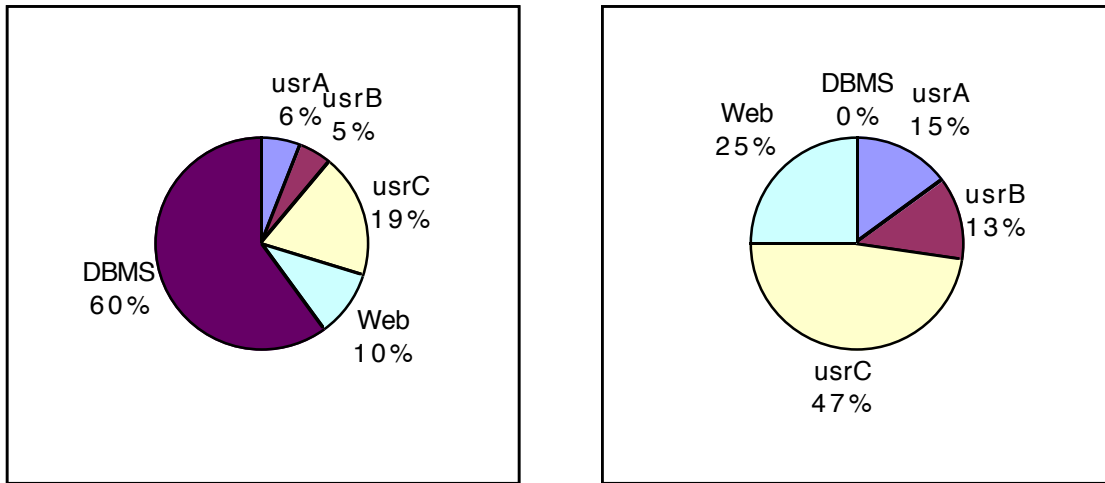 usrA
6%
usrB
5%
usrC
19%
DBMS
60%
Web
10%
DBMS
0%
usrA
15%
Web
25%
usrB
13%
usrC
47%